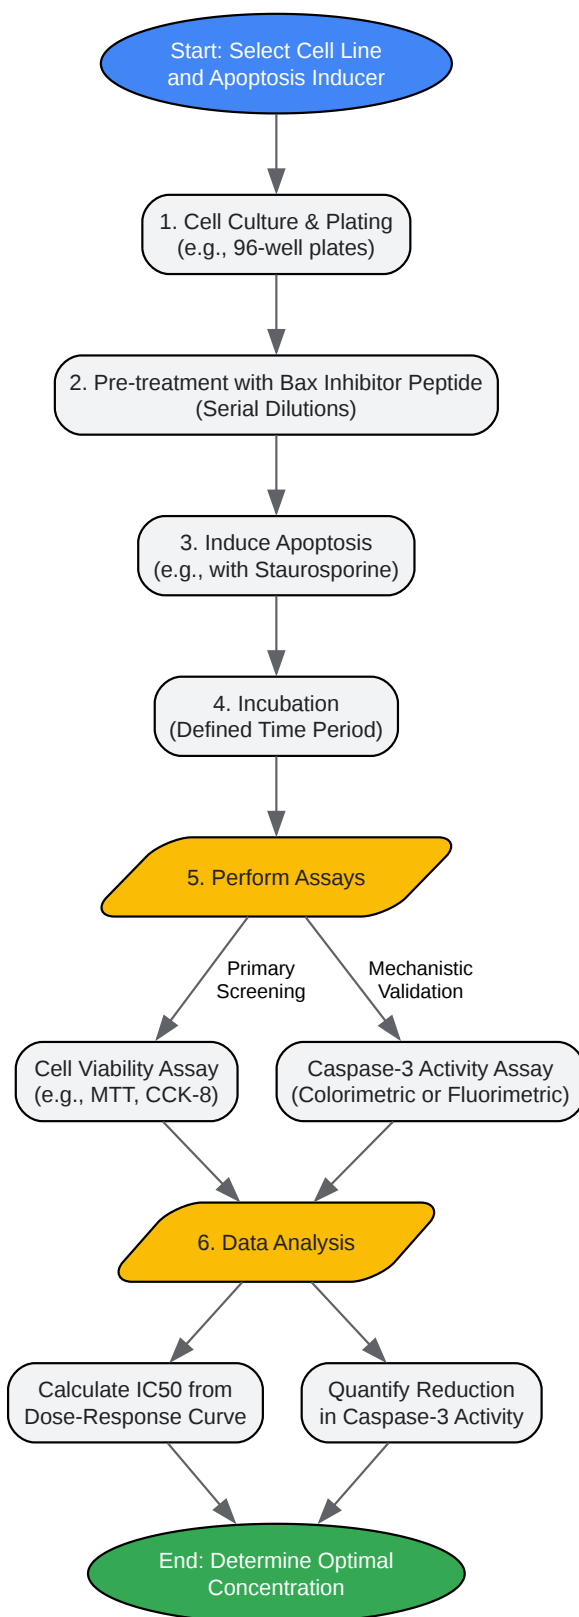 Start: Select Cell Line
and Apoptosis Inducer
1. Cell Culture & Plating
(e.g., 96-well plates)
2. Pre-treatment with Bax Inhibitor Peptide
(Serial Dilutions)
3. Induce Apoptosis
(e.g., with Staurosporine)
4. Incubation
(Defined Time Period)
5. Perform Assays
Primary
Screening
Mechanistic
Validation
Cell Viability Assay
(e.g., MTT, CCK-8)
Caspase-3 Activity Assay
(Colorimetric or Fluorimetric)
6. Data Analysis
Calculate IC50 from
Dose-Response Curve
Quantify Reduction
in Caspase-3 Activity
End: Determine Optimal
Concentration